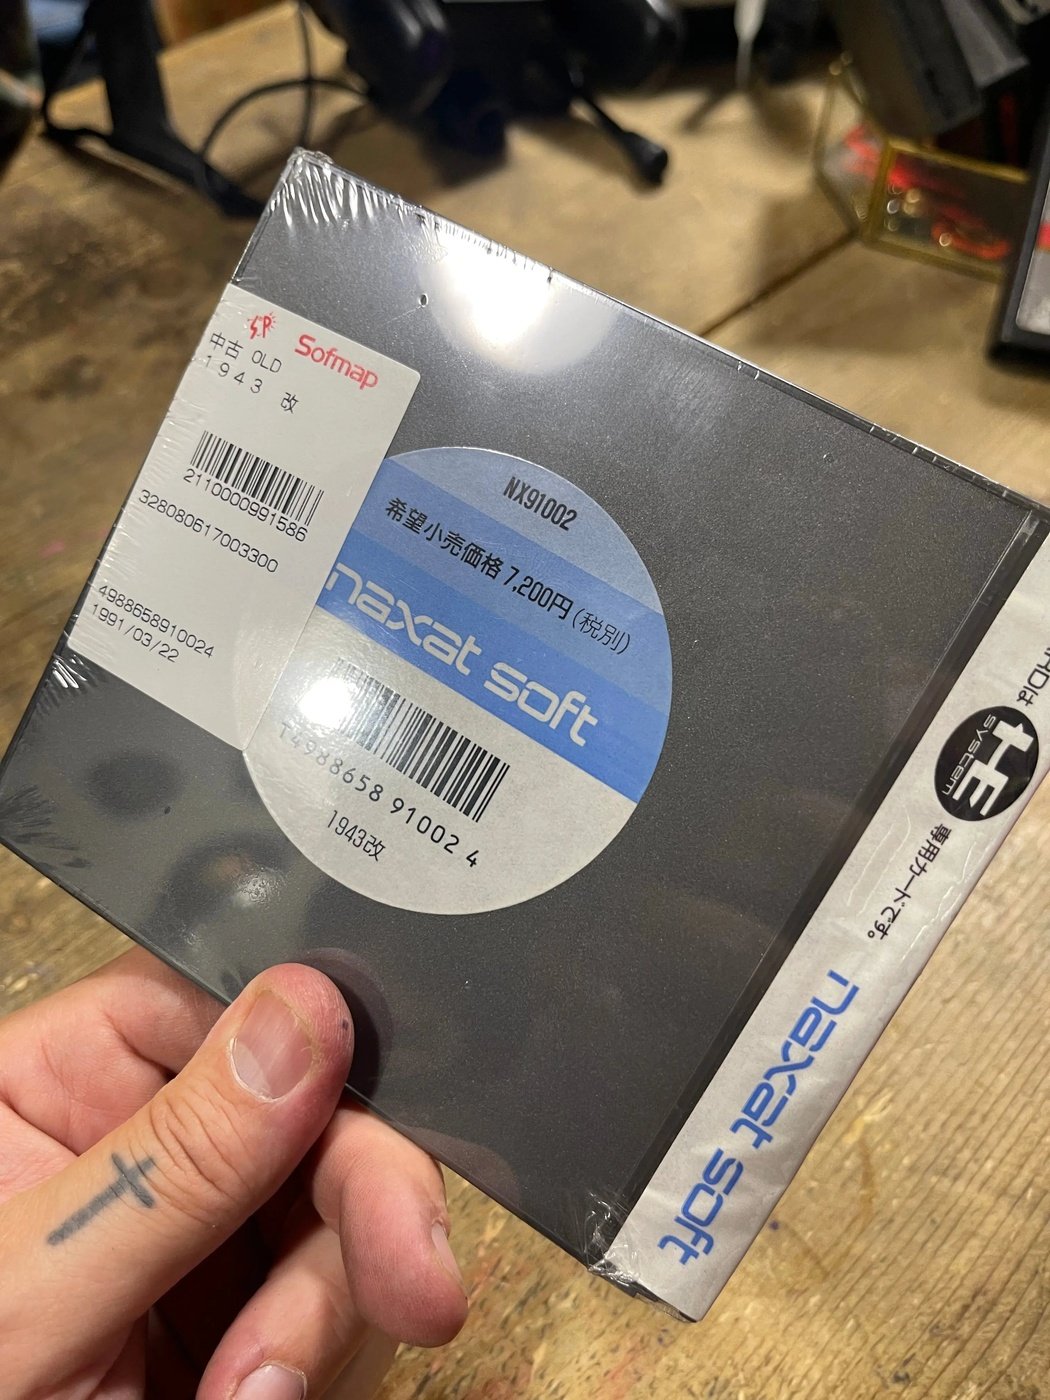 Sofmap
中古 OLD
1943 改
2110000991586
328080617003300
4988658910024
1991/03/22
NX91002
希望小売価格 7,200円(税別)
naxat soft
T4988658 91002 4
1943改
HE
system
専用カードです。
naxat soft